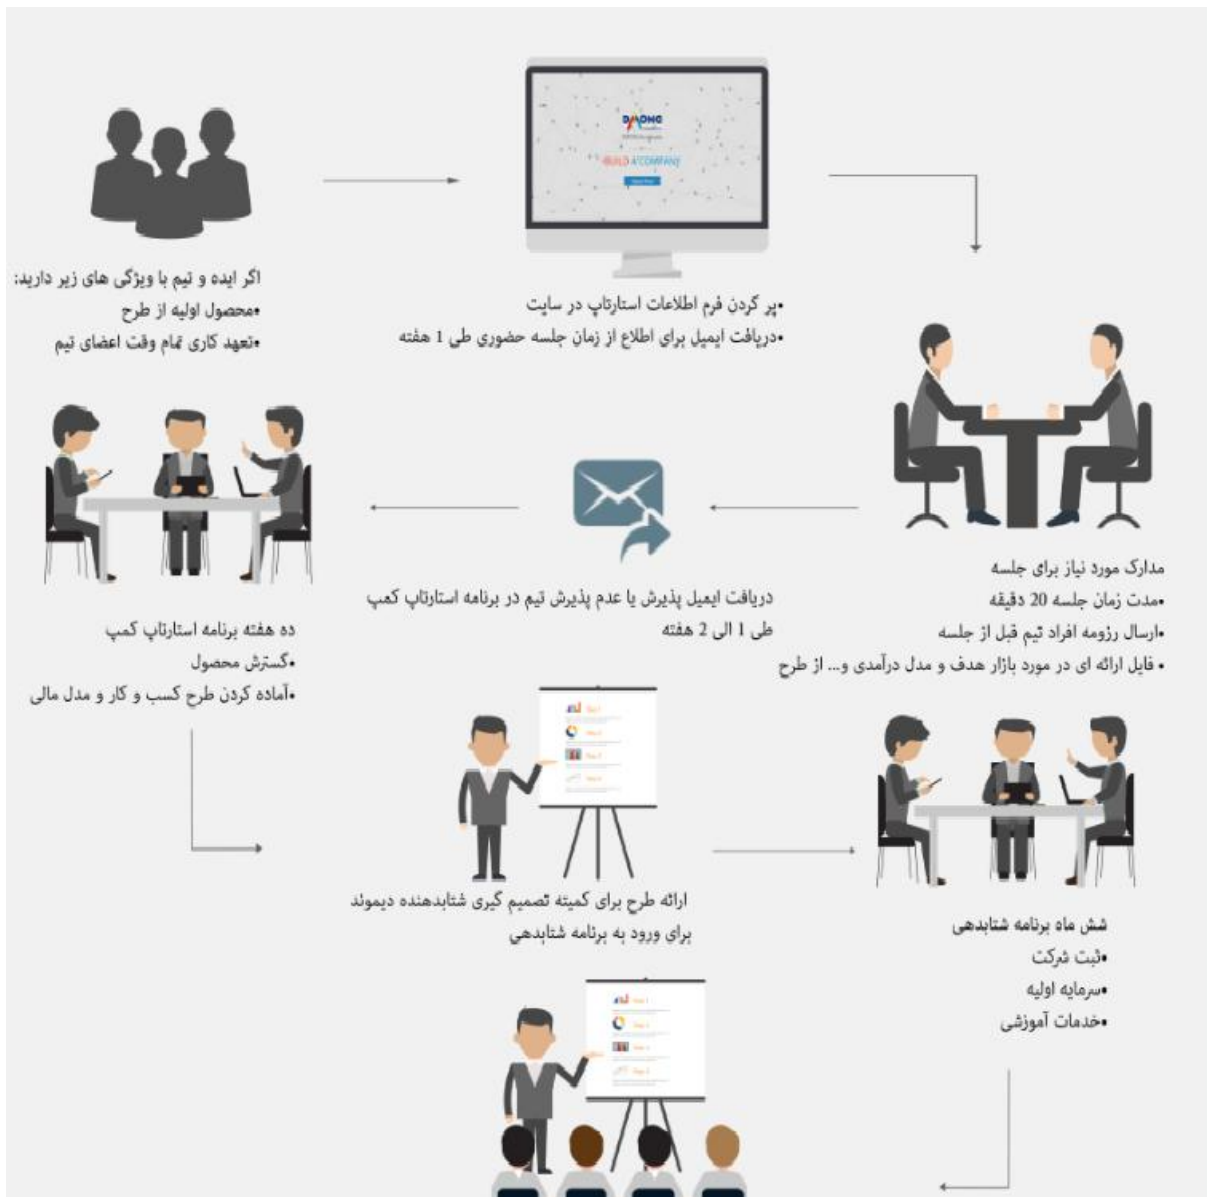 اگر ایده و تیم با ویژگی های زیر دارید:
•محصول اولیه از طرح
•تعهد کاری تمام وقت اعضای تیم
DMOND
BUILD A COMPANY
•پر کردن فرم اطلاعات استارتاپ در سایت
•دریافت ایمیل برای اطلاع از زمان جلسه حضوری طی 1 هفته
مدارک مورد نیاز برای جلسه
•مدت زمان جلسه 20 دقیقه
•ارسال رزومه افراد تیم قبل از جلسه
• فایل ارائه ای در مورد بازار هدف و مدل درآمدی و... از طرح
دریافت ایمیل پذیرش یا عدم پذیرش تیم در برنامه استارتاپ کمپ
طی 1 الی 2 هفته
ده هفته برنامه استارتاپ کمپ
•گسترش محصول
•آماده کردن طرح کسب و کار و مدل مالی
ارائه طرح برای کمیته تصمیم گیری شتابدهنده دیموند
برای ورود به برنامه شتابدهی
شش ماه برنامه شتابدهی
•ثبت شرکت
•سرمایه اولیه
•خدمات آموزشی